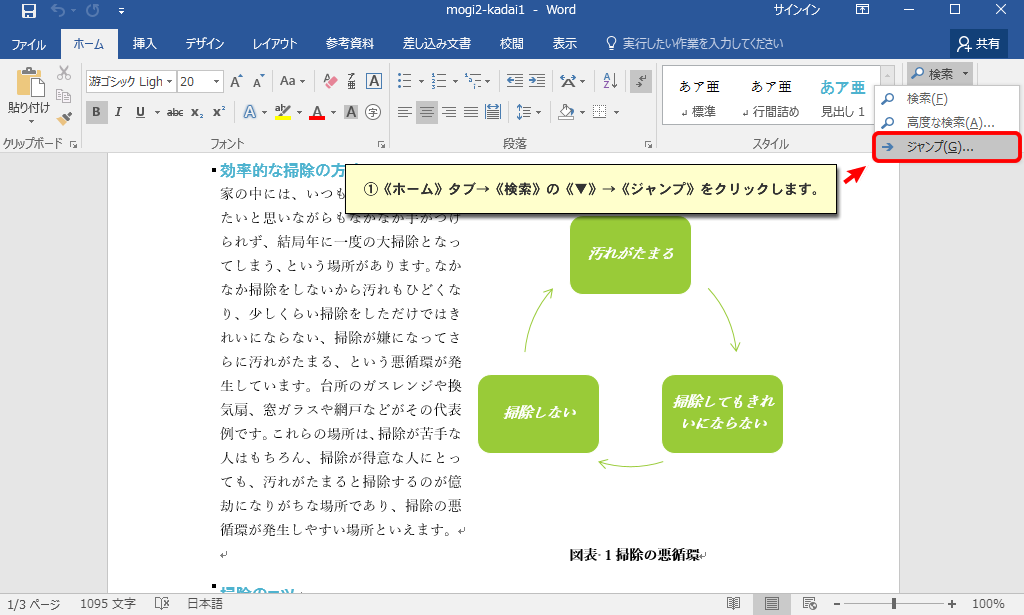 mogi2-kadai1 - Word
サインイン
ファイル
ホーム
挿入
デザイン
レイアウト
参考資料
差し込み文書
校閲
表示
実行したい作業を入力してください
共有
貼り付け
クリップボード
游ゴシック Ligh
20
Aa
A
B I U abc x₂ x²
A
A
A
字
フォント
段落
あア亜
標準
あア亜
行間詰め
あア亜
見出し 1
スタイル
検索
検索(F)
高度な検索(A)...
ジャンプ(G)...
①《ホーム》タブ→《検索》の《▼》→《ジャンプ》をクリックします。
効率的な掃除の方
家の中には、いつも
たいと思いながらもなかなか手がつけ
られず、結局年に一度の大掃除となっ
てしまう、という場所があります。なか
なか掃除をしないから汚れもひどくな
り、少しくらい掃除をしただけではき
れいにならない、掃除が嫌になってさ
らに汚れがたまる、という悪循環が発
生しています。台所のガスレンジや換
気扇、窓ガラスや網戸などがその代表
例です。これらの場所は、掃除が苦手な
人はもちろん、掃除が得意な人にとっ
ても、汚れがたまると掃除するのが億
劫になりがちな場所であり、掃除の悪
循環が発生しやすい場所といえます。
汚れがたまる
掃除しない
掃除してもきれ
いにならない
図表 1 掃除の悪循環
掃除のコツ
1/3 ページ
1095 文字
日本語
100%